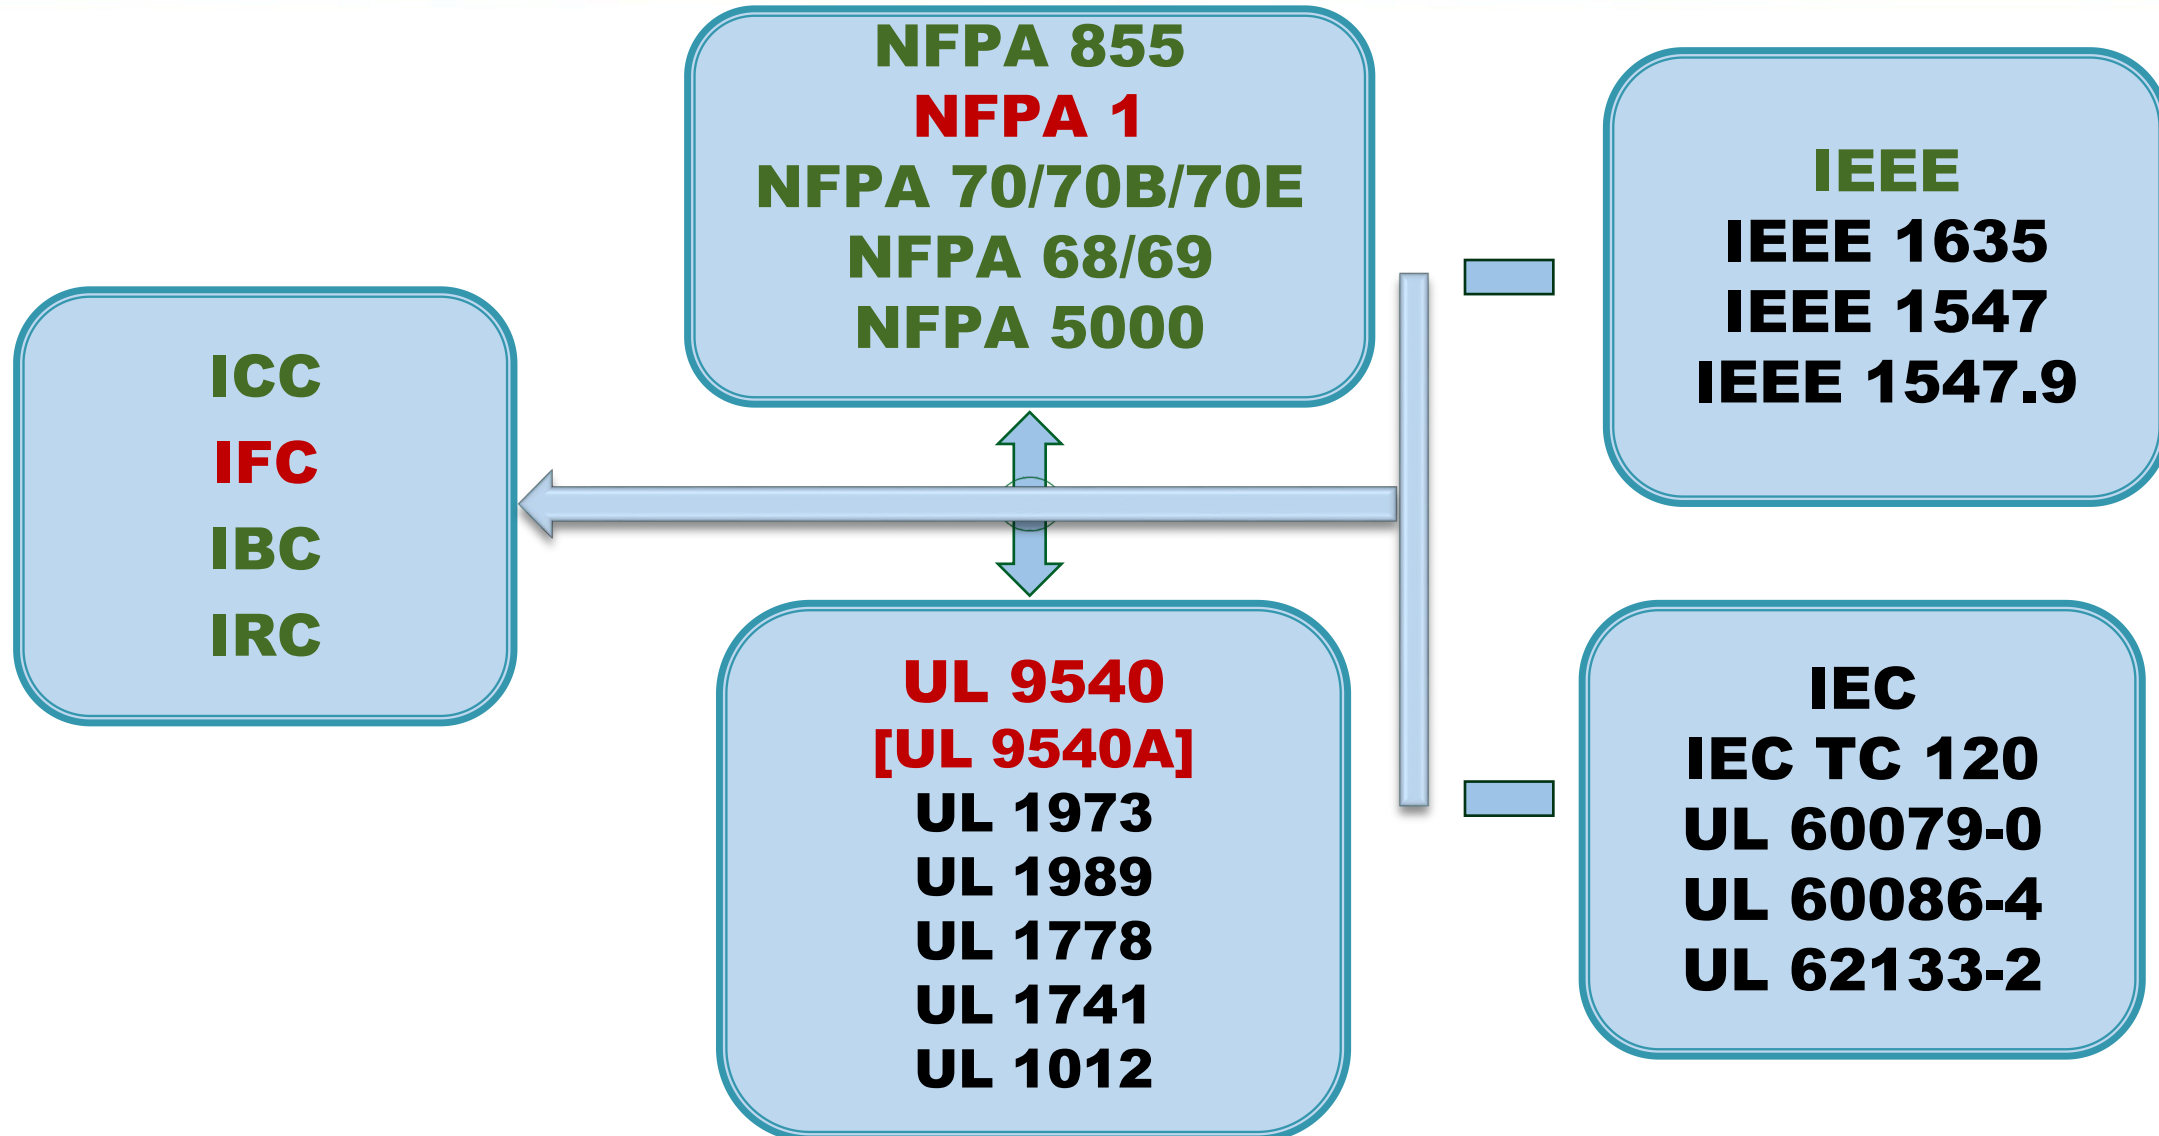 NFPA 855
NFPA 1
NFPA 70/70B/70E
NFPA 68/69
NFPA 5000
IEEE
IEEE 1635
IEEE 1547
IEEE 1547.9
ICC
IFC
IBC
IRC
UL 9540
[UL 9540A]
UL 1973
UL 1989
UL 1778
UL 1741
UL 1012
IEC
IEC TC 120
UL 60079-0
UL 60086-4
UL 62133-2